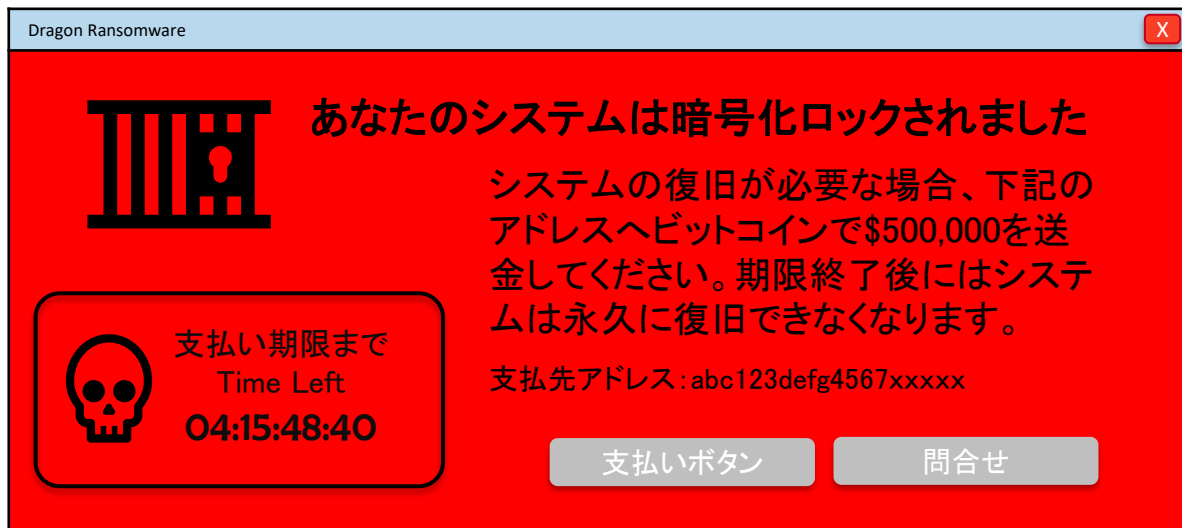 Dragon Ransomware
X
あなたのシステムは暗号化ロックされました
システムの復旧が必要な場合、下記の
アドレスへビットコインで$500,000を送
金してください。期限終了後にはシステ
ムは永久に復旧できなくなります。
支払い期限まで
Time Left
04:15:48:40
支払先アドレス：abc123defg4567xxxxx
支払いボタン
問合せ